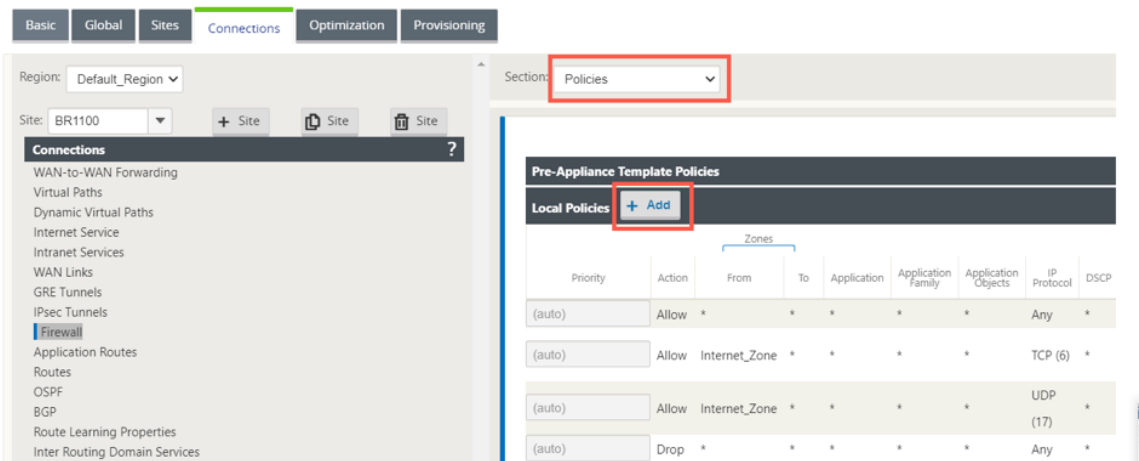 Basic Global Sites Connections Optimization Provisioning
Region: Default_Region
Section: Policies
Site: BR1100 + Site Site Site
Connections ?
WAN-to-WAN Forwarding
Virtual Paths
Dynamic Virtual Paths
Internet Service
Intranet Services
WAN Links
GRE Tunnels
IPsec Tunnels
Firewall
Application Routes
Routes
OSPF
BGP
Route Learning Properties
Inter Routing Domain Services
Pre-Appliance Template Policies
Local Policies + Add
Zones
Priority Action From To Application Application Family Application Objects IP Protocol DSCP
(auto) Allow * * * * * Any *
(auto) Allow Internet_Zone * * * * TCP (6) *
(auto) Allow Internet_Zone * * * * UDP (17) *
(auto) Drop * * * * * Any *